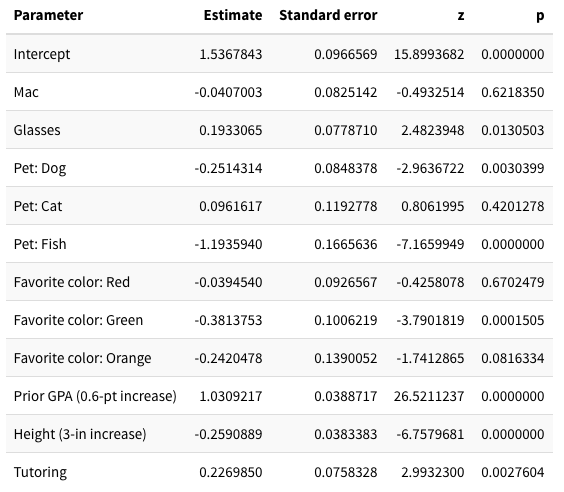 Parameter Estimate Standard error z p
Intercept 1.5367843 0.0966569 15.8993682 0.0000000
Mac -0.0407003 0.0825142 -0.4932514 0.6218350
Glasses 0.1933065 0.0778710 2.4823948 0.0130503
Pet: Dog -0.2514314 0.0848378 -2.9636722 0.0030399
Pet: Cat 0.0961617 0.1192778 0.8061995 0.4201278
Pet: Fish -1.1935940 0.1665636 -7.1659949 0.0000000
Favorite color: Red -0.0394540 0.0926567 -0.4258078 0.6702479
Favorite color: Green -0.3813753 0.1006219 -3.7901819 0.0001505
Favorite color: Orange -0.2420478 0.1390052 -1.7412865 0.0816334
Prior GPA (0.6-pt increase) 1.0309217 0.0388717 26.5211237 0.0000000
Height (3-in increase) -0.2590889 0.0383383 -6.7579681 0.0000000
Tutoring 0.2269850 0.0758328 2.9932300 0.0027604